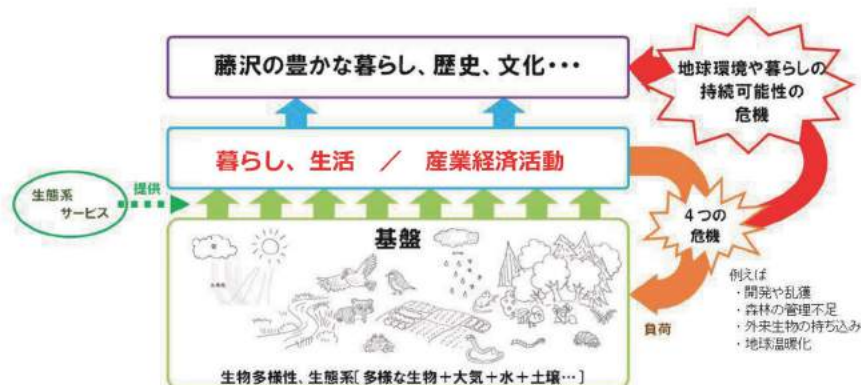 藤沢の豊かな暮らし、歴史、文化・・・
地球環境や暮らしの
持続可能性の
危機
暮らし、生活 ／ 産業経済活動
生態系
サービス
提供
4つの
危機
基盤
例えば
・開発や乱獲
・森林の管理不足
・外来生物の持ち込み
・地球温暖化
負荷
生物多様性、生態系[多様な生物＋大気＋水＋土壌…]